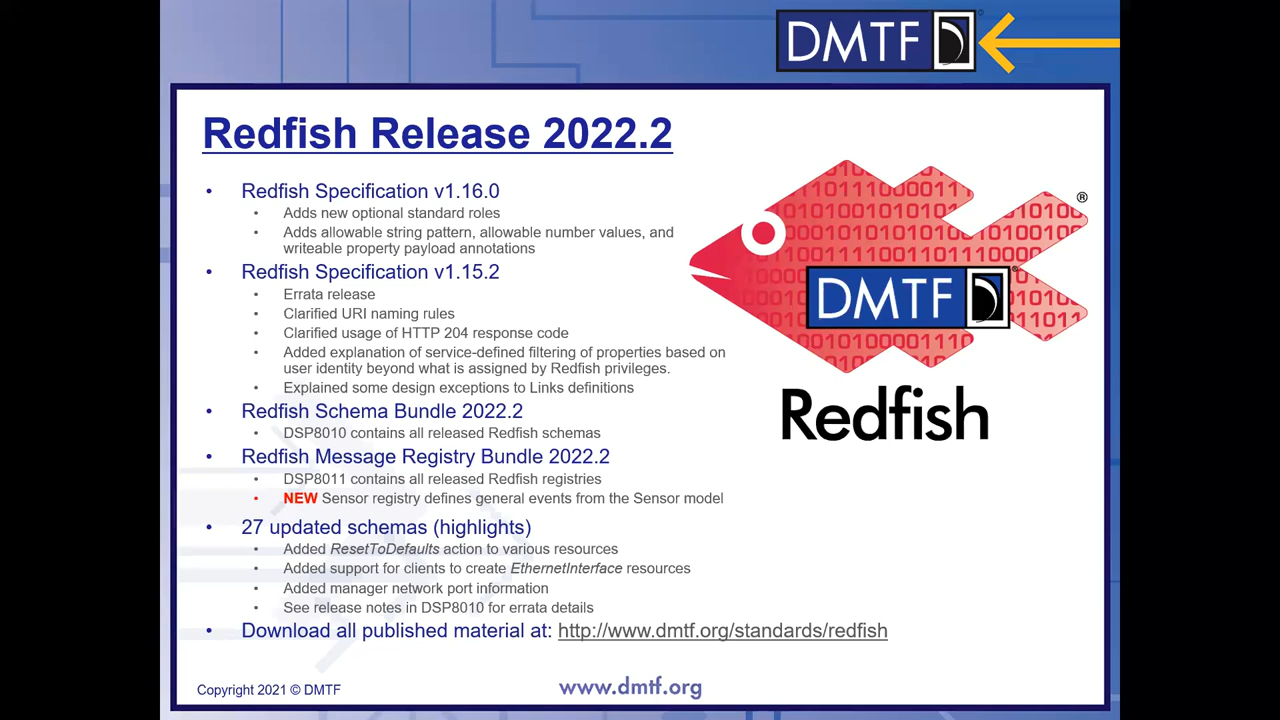 DMTF
©
Redfish Release 2022.2
• Redfish Specification v1.16.0
• Adds new optional standard roles
• Adds allowable string pattern, allowable number values, and
writeable property payload annotations
• Redfish Specification v1.15.2
• Errata release
• Clarified URI naming rules
• Clarified usage of HTTP 204 response code
• Added explanation of service-defined filtering of properties based on
user identity beyond what is assigned by Redfish privileges.
• Explained some design exceptions to Links definitions
• Redfish Schema Bundle 2022.2
• DSP8010 contains all released Redfish schemas
• Redfish Message Registry Bundle 2022.2
• DSP8011 contains all released Redfish registries
• NEW Sensor registry defines general events from the Sensor model
• 27 updated schemas (highlights)
• Added ResetToDefaults action to various resources
• Added support for clients to create EthernetInterface resources
• Added manager network port information
• See release notes in DSP8010 for errata details
• Download all published material at: http://www.dmtf.org/standards/redfish
®
DMTF
®
Redfish
Copyright 2021 © DMTF
www.dmtf.org